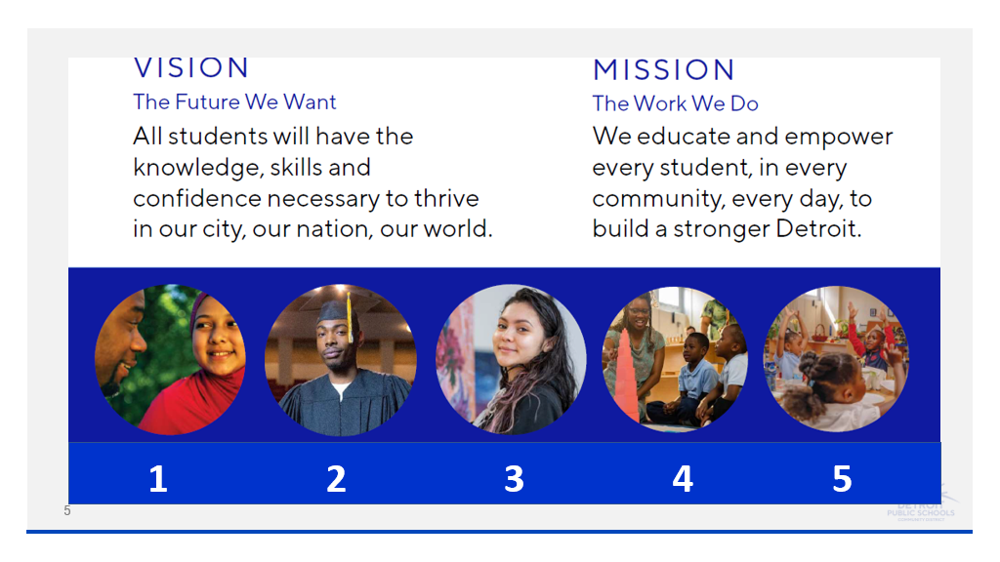 VISION
The Future We Want
All students will have the
knowledge, skills and
confidence necessary to thrive
in our city, our nation, our world.
MISSION
The Work We Do
We educate and empower
every student, in every
community, every day, to
build a stronger Detroit.
1 2 3 4 5
5
DETROIT
PUBLIC SCHOOLS
COMMUNITY DISTRICT